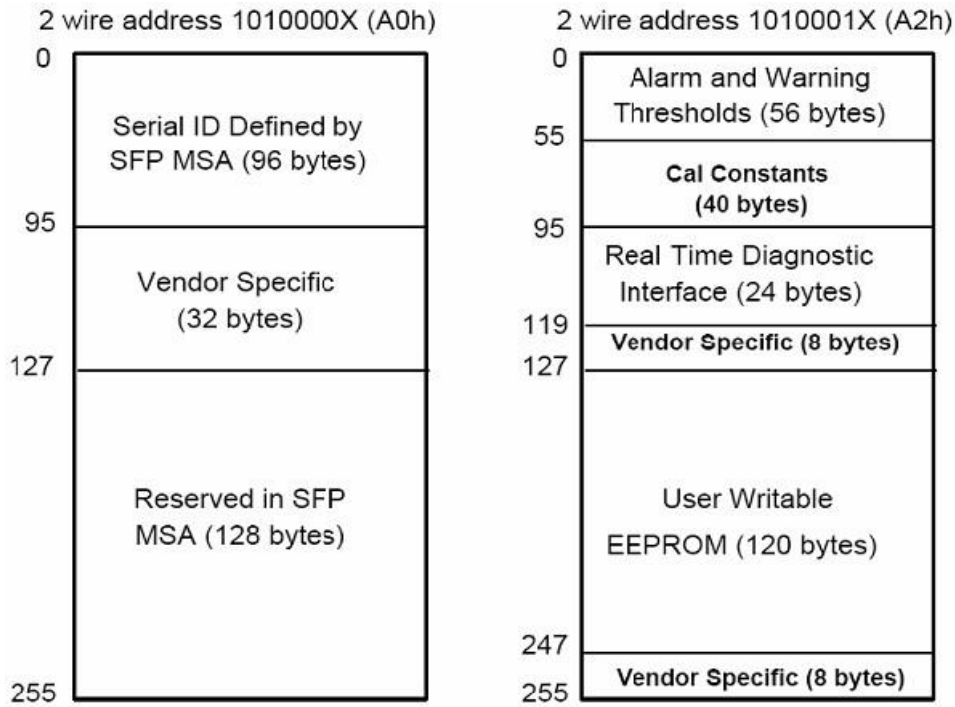 2 wire address 1010000X (A0h)
0
Serial ID Defined by
SFP MSA (96 bytes)
95
Vendor Specific
(32 bytes)
127
Reserved in SFP
MSA (128 bytes)
255
2 wire address 1010001X (A2h)
0
Alarm and Warning
Thresholds (56 bytes)
55
Cal Constants
(40 bytes)
95
Real Time Diagnostic
Interface (24 bytes)
119
Vendor Specific (8 bytes)
127
User Writable
EEPROM (120 bytes)
247
Vendor Specific (8 bytes)
255